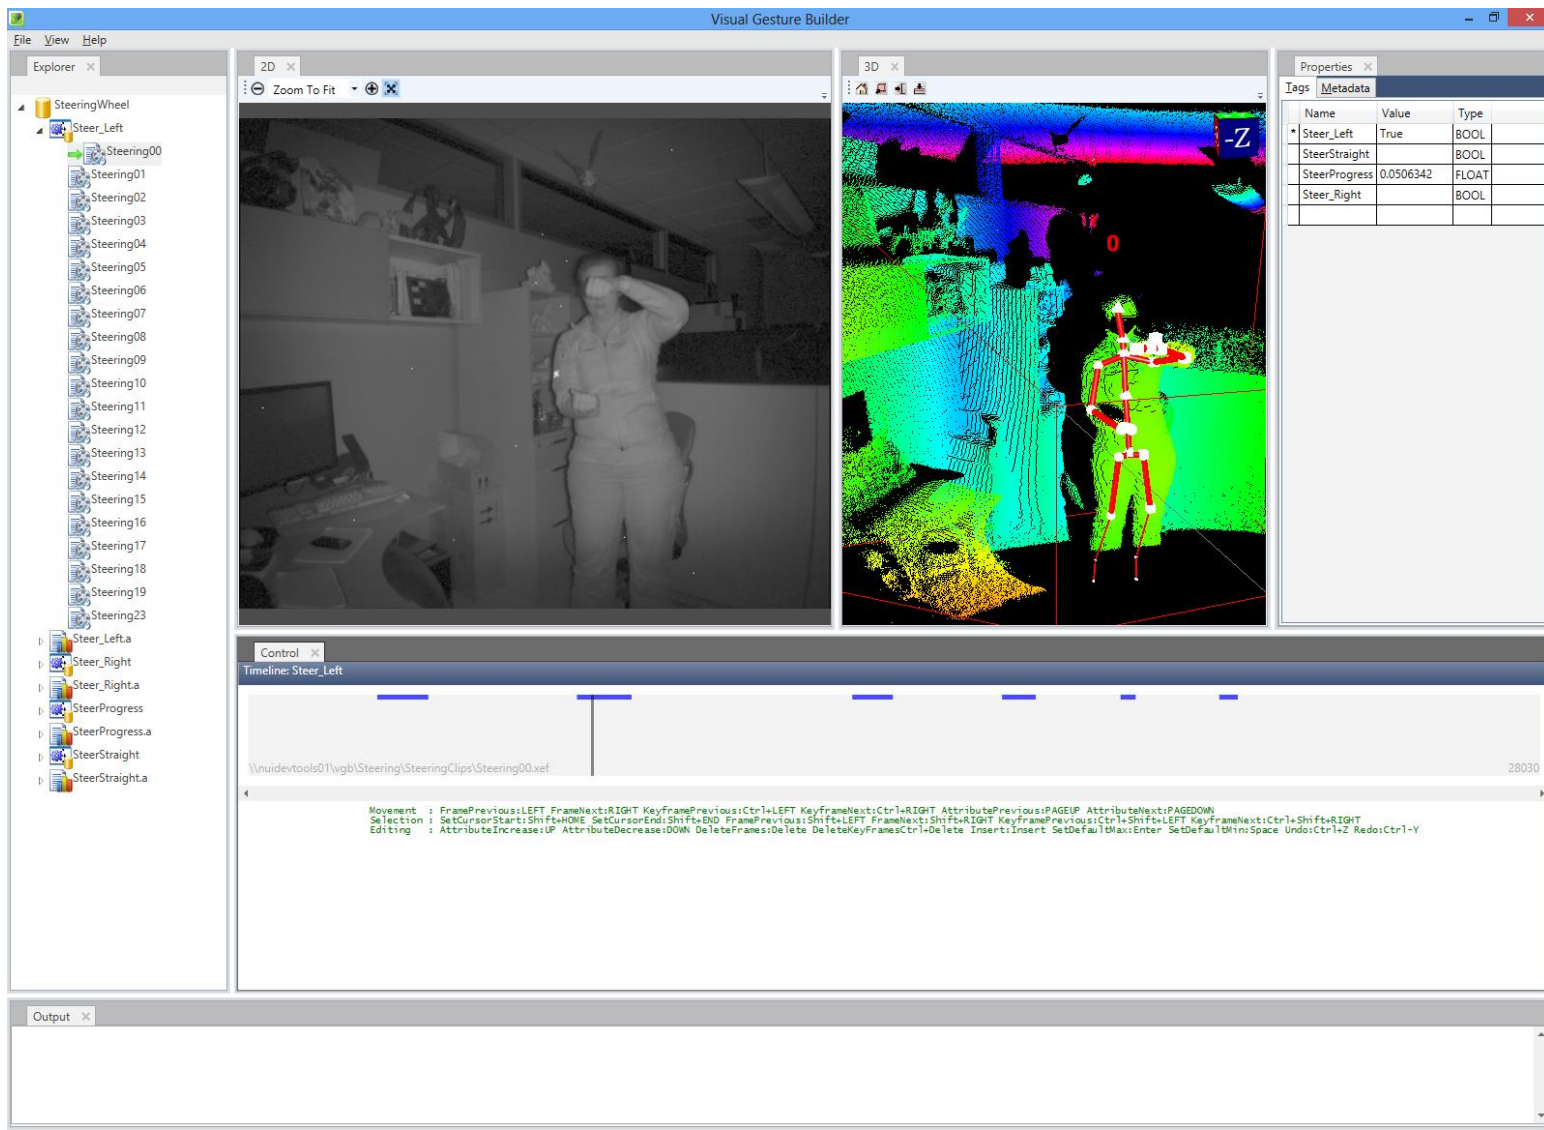 Visual Gesture Builder
File View Help
Explorer
SteeringWheel
Steer_Left
Steering00
Steering01
Steering02
Steering03
Steering04
Steering05
Steering06
Steering07
Steering08
Steering09
Steering10
Steering11
Steering12
Steering13
Steering14
Steering15
Steering16
Steering17
Steering18
Steering19
Steering23
Steer_Left.a
Steer_Right
Steer_Right.a
SteerProgress
SteerProgress.a
SteerStraight
SteerStraight.a
2D
Zoom To Fit
3D
-Z
0
Properties
Tags Metadata
Name Value Type
* Steer_Left True BOOL
SteerStraight BOOL
SteerProgress 0.0506342 FLOAT
Steer_Right BOOL
Control
Timeline: Steer_Left
\\nuidevtools01\vgb\Steering\SteeringClips\Steering00.xef 28030
Movement : FramePrevious:LEFT FrameNext:RIGHT KeyframePrevious:Ctrl+LEFT KeyframeNext:Ctrl+RIGHT AttributePrevious:PAGEUP AttributeNext:PAGEDOWN
Selection : SetCursorStart:Shift+HOME SetCursorEnd:Shift+END FramePrevious:Shift+LEFT FrameNext:Shift+RIGHT KeyframePrevious:Ctrl+Shift+LEFT KeyframeNext:Ctrl+Shift+RIGHT
Editing : AttributeIncrease:UP AttributeDecrease:DOWN DeleteFrames:Delete DeleteKeyFramesCtrl+Delete Insert:Insert SetDefaultMax:Enter SetDefaultMin:Space Undo:Ctrl+Z Redo:Ctrl-Y
Output